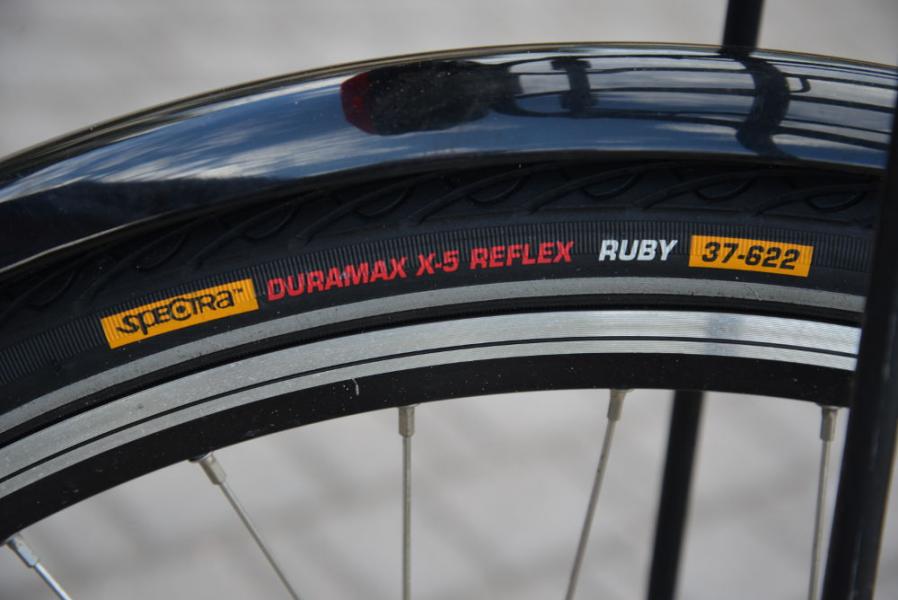 SPECTRA™ DURAMAX X-5 REFLEX RUBY 37-622